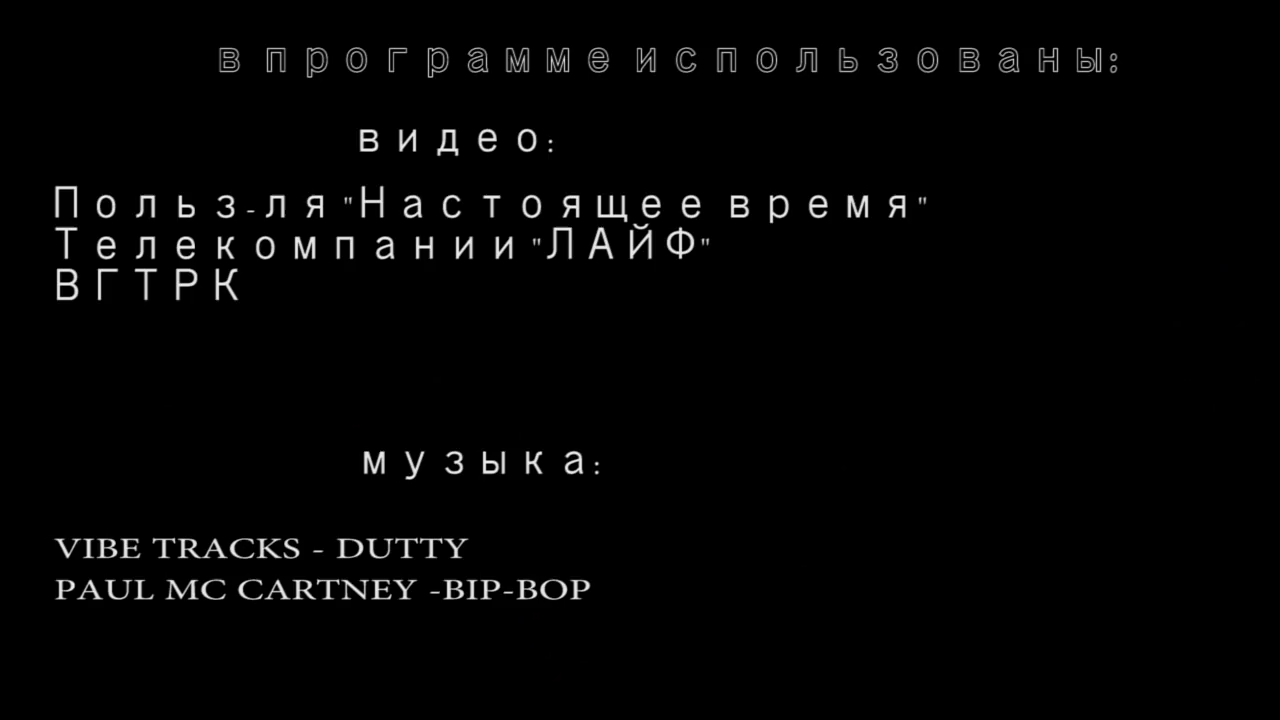 в программе использованы:
видео:
Польз-ля "Настоящее время"
Телекомпании "ЛАЙФ"
ВГТРК
музыка:
VIBE TRACKS - DUTTY
PAUL MC CARTNEY -BIP-BOP